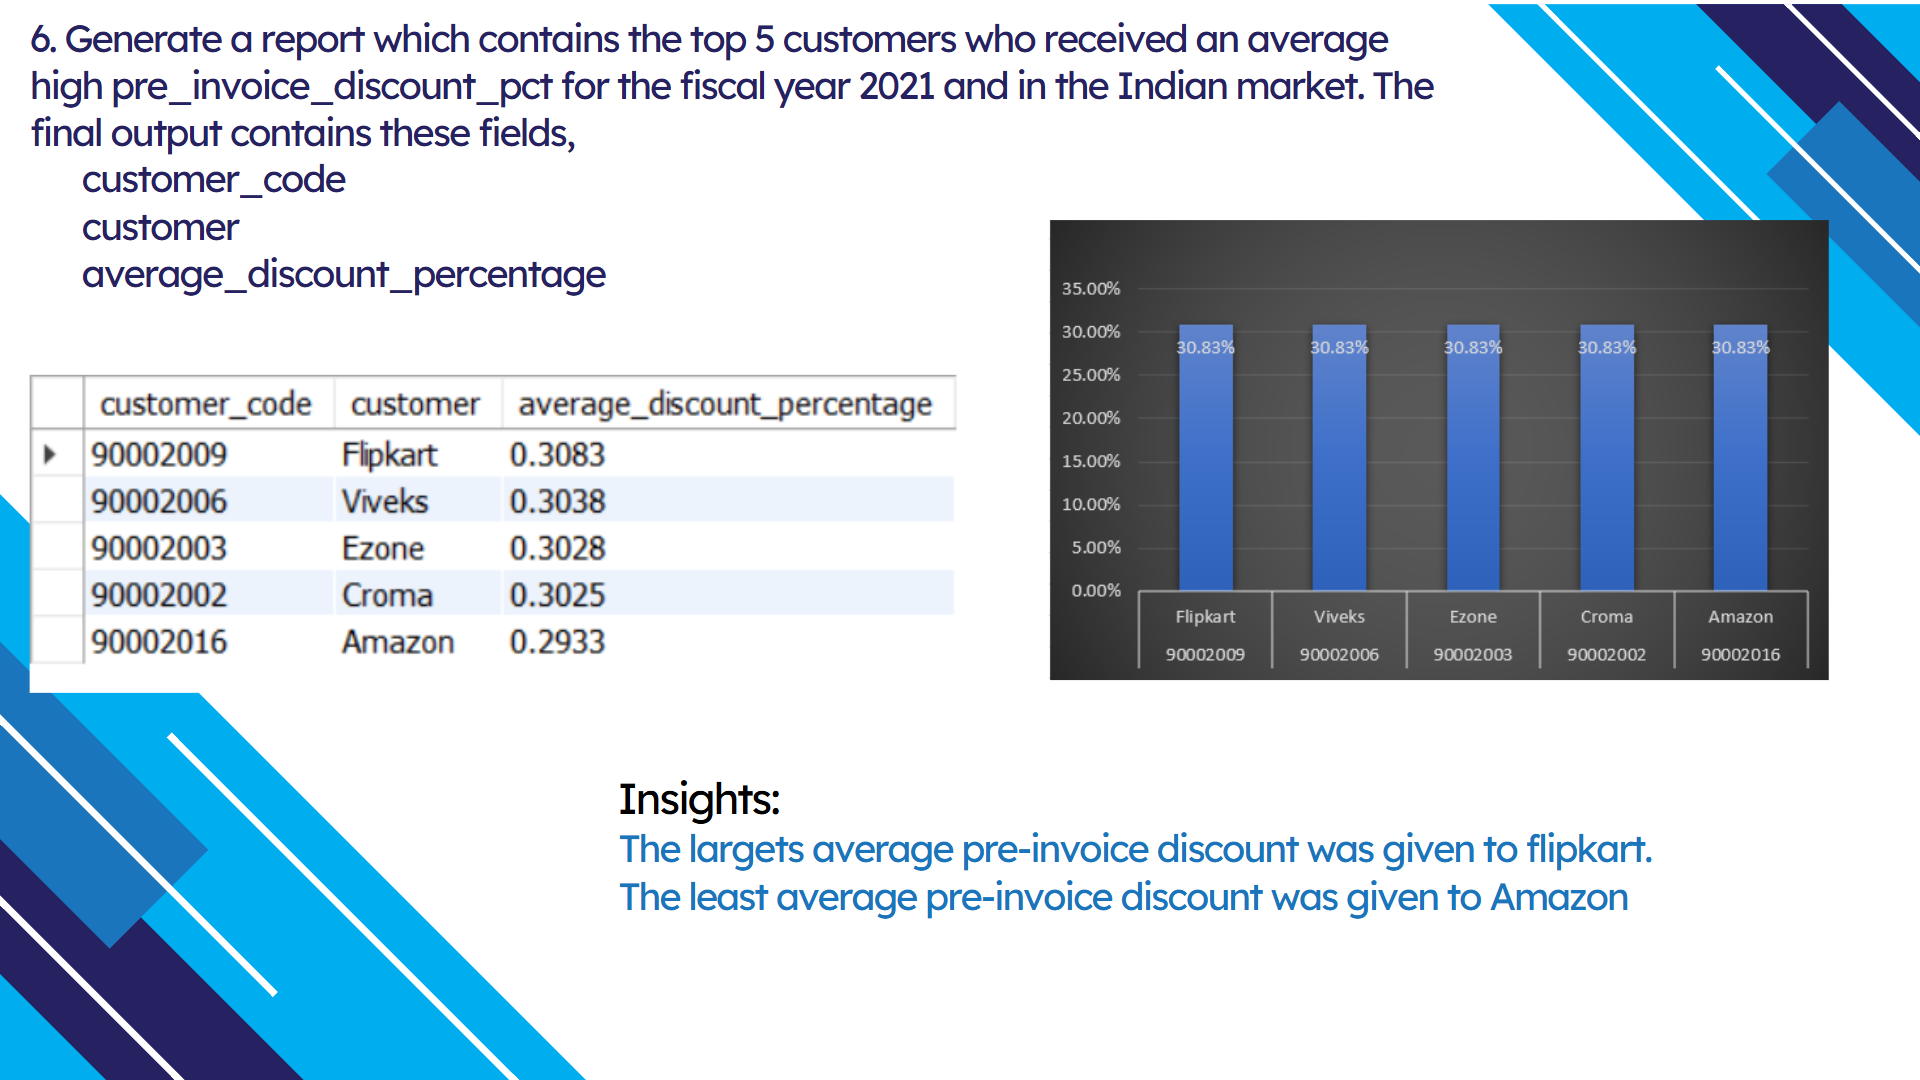 6. Generate a report which contains the top 5 customers who received an average
high pre_invoice_discount_pct for the fiscal year 2021 and in the Indian market. The
final output contains these fields,
customer_code
customer
average_discount_percentage
customer_code customer average_discount_percentage
90002009 Flipkart 0.3083
90002006 Viveks 0.3038
90002003 Ezone 0.3028
90002002 Croma 0.3025
90002016 Amazon 0.2933
35.00%
30.00%
25.00%
20.00%
15.00%
10.00%
5.00%
0.00%
30.83% 30.83% 30.83% 30.83% 30.83%
Flipkart Viveks Ezone Croma Amazon
90002009 90002006 90002003 90002002 90002016
Insights:
The largets average pre-invoice discount was given to flipkart.
The least average pre-invoice discount was given to Amazon